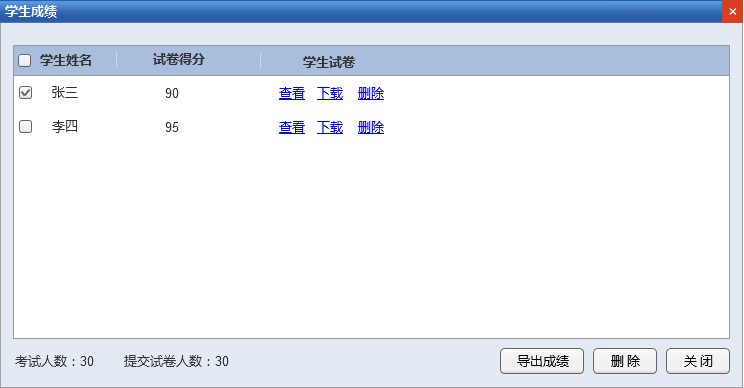 学生成绩
学生姓名 试卷得分 学生试卷
张三 90 查看 下载 删除
李四 95 查看 下载 删除
考试人数：30 提交试卷人数：30 导出成绩 删 除 关 闭